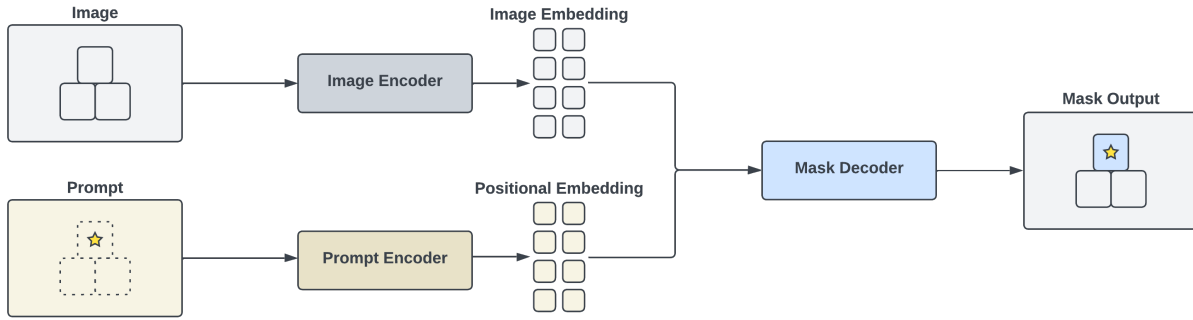 Image
Image Embedding
Image Encoder
Mask Output
Mask Decoder
Prompt
Positional Embedding
Prompt Encoder